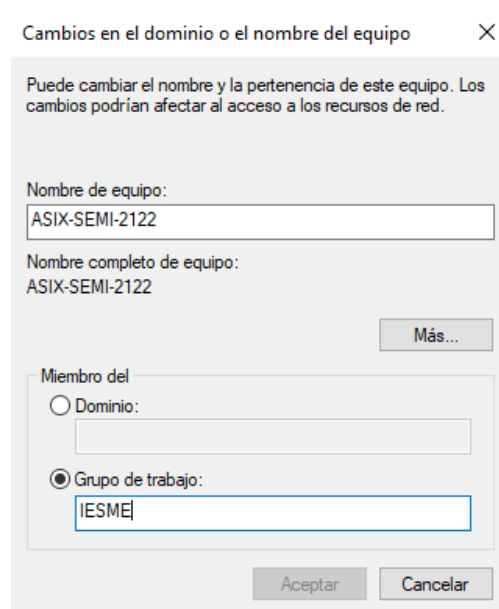 Cambios en el dominio o el nombre del equipo
Puede cambiar el nombre y la pertenencia de este equipo. Los
cambios podrían afectar al acceso a los recursos de red.
Nombre de equipo:
ASIX-SEMI-2122
Nombre completo de equipo:
ASIX-SEMI-2122
Más...
Miembro del
Dominio:
Grupo de trabajo:
IESME
Aceptar
Cancelar